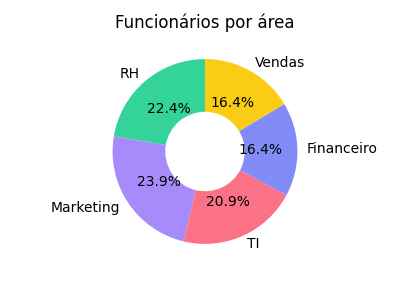 Funcionários por área
Vendas
16.4%
RH
22.4%
Financeiro
16.4%
Marketing
23.9%
TI
20.9%